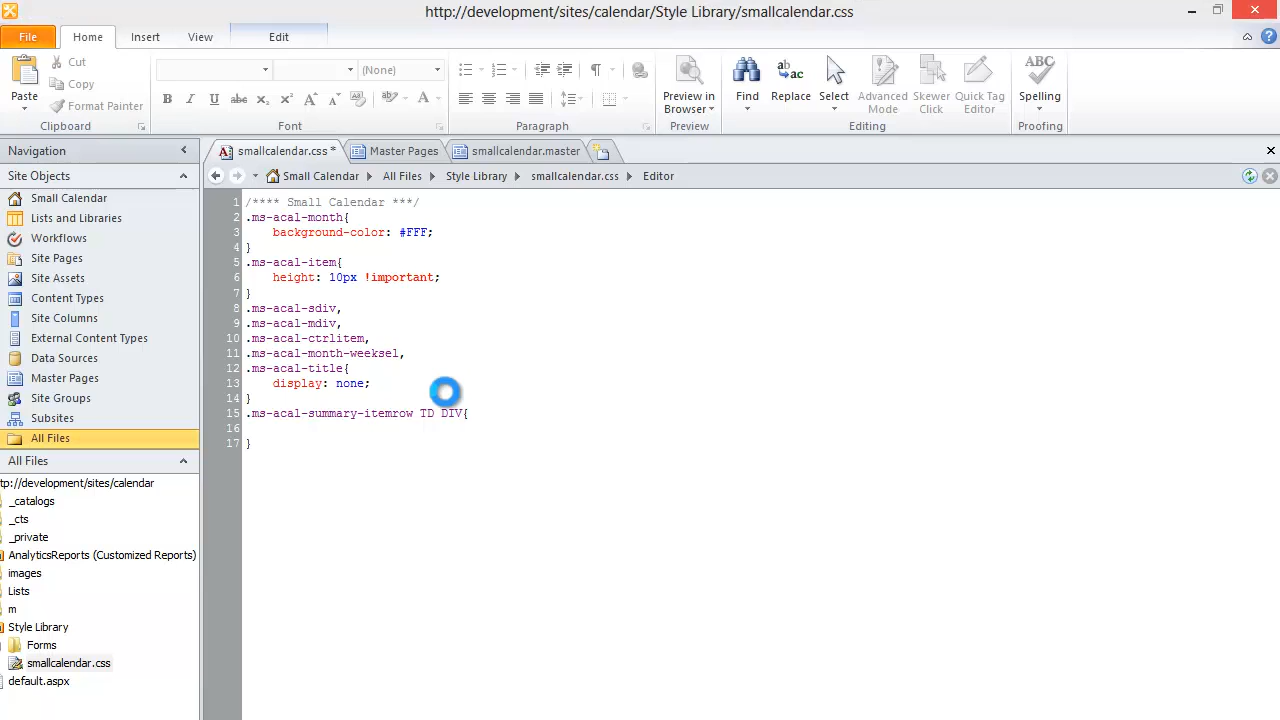 http://development/sites/calendar/Style Library/smallcalendar.css
File
Home
Insert
View
Edit
Paste
Cut
Copy
Format Painter
Clipboard
(None)
Font
Paragraph
Preview in Browser
Preview
Find
Replace
Select
Advanced Mode
Skewer Click
Quick Tag Editor
Editing
ABC
Spelling
Proofing
Navigation
smallcalendar.css *
Master Pages
smallcalendar.master
Site Objects
Small Calendar
All Files
Style Library
smallcalendar.css
Editor
Small Calendar
Lists and Libraries
Workflows
Site Pages
Site Assets
Content Types
Site Columns
External Content Types
Data Sources
Master Pages
Site Groups
Subsites
All Files
All Files
tp://development/sites/calendar
_catalogs
_cts
_private
AnalyticsReports (Customized Reports)
images
Lists
m
Style Library
Forms
smallcalendar.css
default.aspx
1 /**** Small Calendar ***/
2 .ms-acal-month{
3 background-color: #FFF;
4 }
5 .ms-acal-item{
6 height: 10px !important;
7 }
8 .ms-acal-sdiv,
9 .ms-acal-mdiv,
10 .ms-acal-ctrlitem,
11 .ms-acal-month-weeksel,
12 .ms-acal-title{
13 display: none;
14 }
15 .ms-acal-summary-itemrow TD DIV{
16
17 }